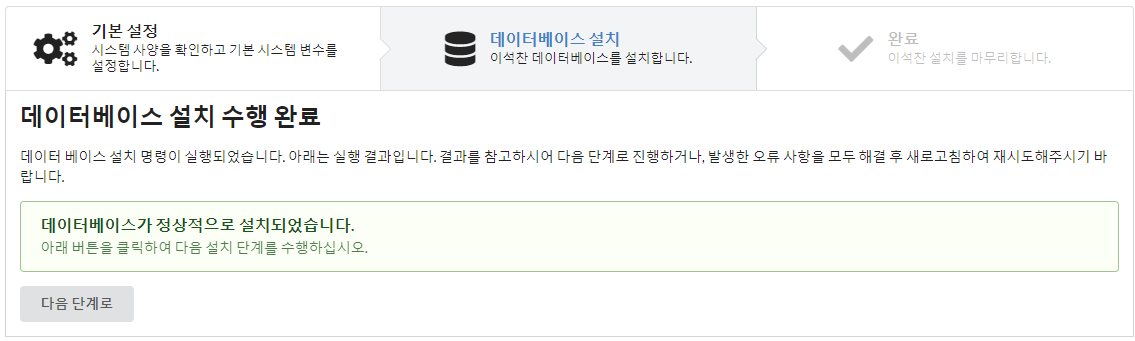 기본 설정
시스템 사양을 확인하고 기본 시스템 변수를
설정합니다.
데이터베이스 설치
이석찬 데이터베이스를 설치합니다.
완료
이석찬 설치를 마무리합니다.
데이터베이스 설치 수행 완료
데이터 베이스 설치 명령이 실행되었습니다. 아래는 실행 결과입니다. 결과를 참고하시어 다음 단계로 진행하거나, 발생한 오류 사항을 모두 해결 후 새로고침하여 재시도해주시기 바
랍니다.
데이터베이스가 정상적으로 설치되었습니다.
아래 버튼을 클릭하여 다음 설치 단계를 수행하십시오.
다음 단계로